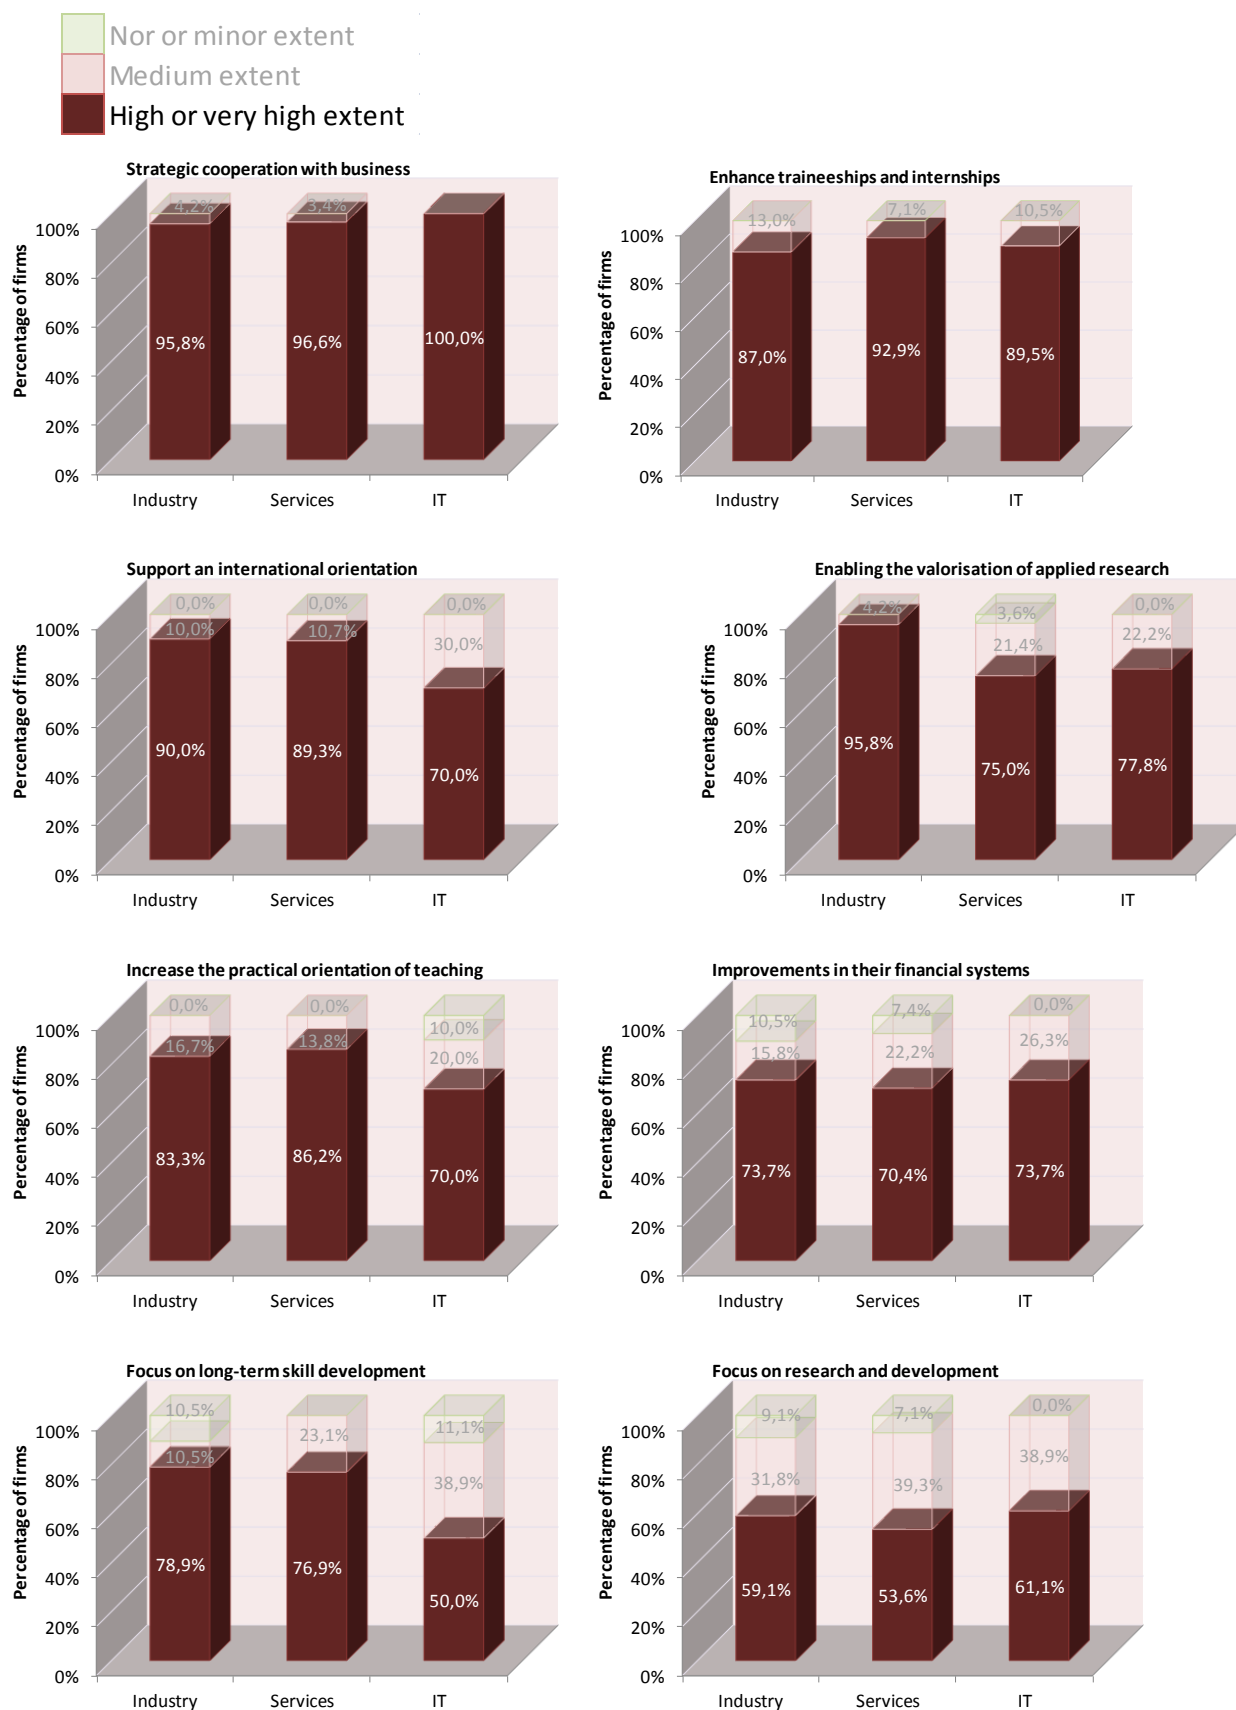 Nor or minor extent
Medium extent
High or very high extent
Strategic cooperation with business
Percentage of firms
100%
80%
60%
40%
20%
0%
4,2%
3,4%
95,8%
96,6%
100,0%
Industry
Services
IT
Enhance traineeships and internships
Percentage of firms
100%
80%
60%
40%
20%
0%
13,0%
7,1%
10,5%
87,0%
92,9%
89,5%
Industry
Services
IT
Support an international orientation
Percentage of firms
100%
80%
60%
40%
20%
0%
0,0%
0,0%
0,0%
10,0%
10,7%
30,0%
90,0%
89,3%
70,0%
Industry
Services
IT
Enabling the valorisation of applied research
Percentage of firms
100%
80%
60%
40%
20%
0%
4,2%
3,6%
0,0%
21,4%
22,2%
95,8%
75,0%
77,8%
Industry
Services
IT
Increase the practical orientation of teaching
Percentage of firms
100%
80%
60%
40%
20%
0%
0,0%
0,0%
10,0%
16,7%
13,8%
20,0%
83,3%
86,2%
70,0%
Industry
Services
IT
Improvements in their financial systems
Percentage of firms
100%
80%
60%
40%
20%
0%
10,5%
7,4%
0,0%
15,8%
22,2%
26,3%
73,7%
70,4%
73,7%
Industry
Services
IT
Focus on long-term skill development
Percentage of firms
100%
80%
60%
40%
20%
0%
10,5%
11,1%
10,5%
23,1%
38,9%
78,9%
76,9%
50,0%
Industry
Services
IT
Focus on research and development
Percentage of firms
100%
80%
60%
40%
20%
0%
9,1%
7,1%
0,0%
31,8%
39,3%
38,9%
59,1%
53,6%
61,1%
Industry
Services
IT